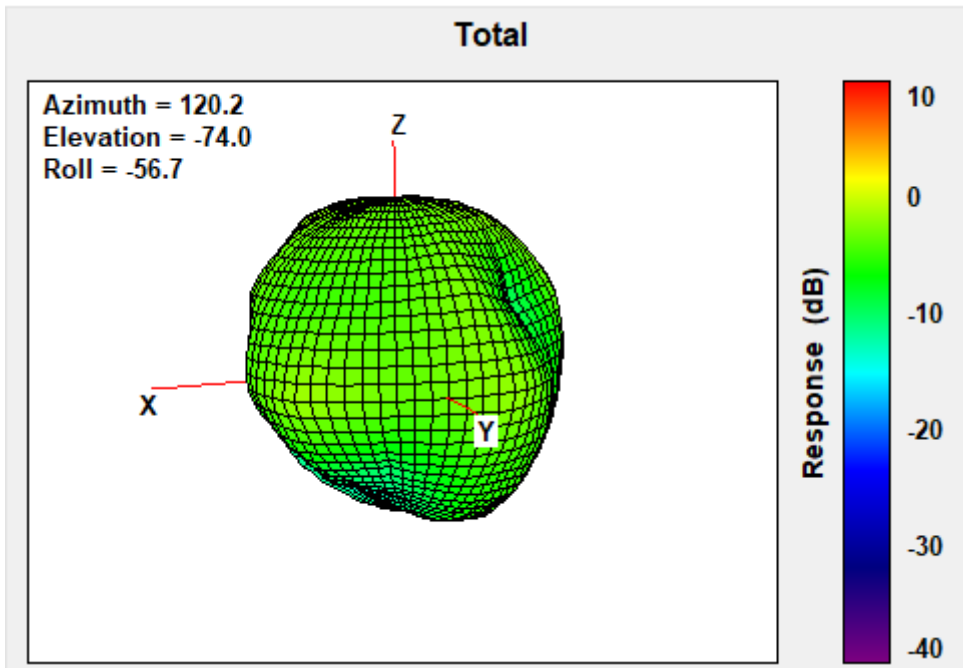 Total
Azimuth = 120.2
Elevation = -74.0
Roll = -56.7
Z
X
Y
10
0
-10
-20
-30
-40
Response (dB)